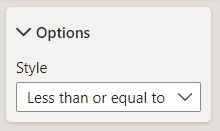 Options
Style
Less than or equal to